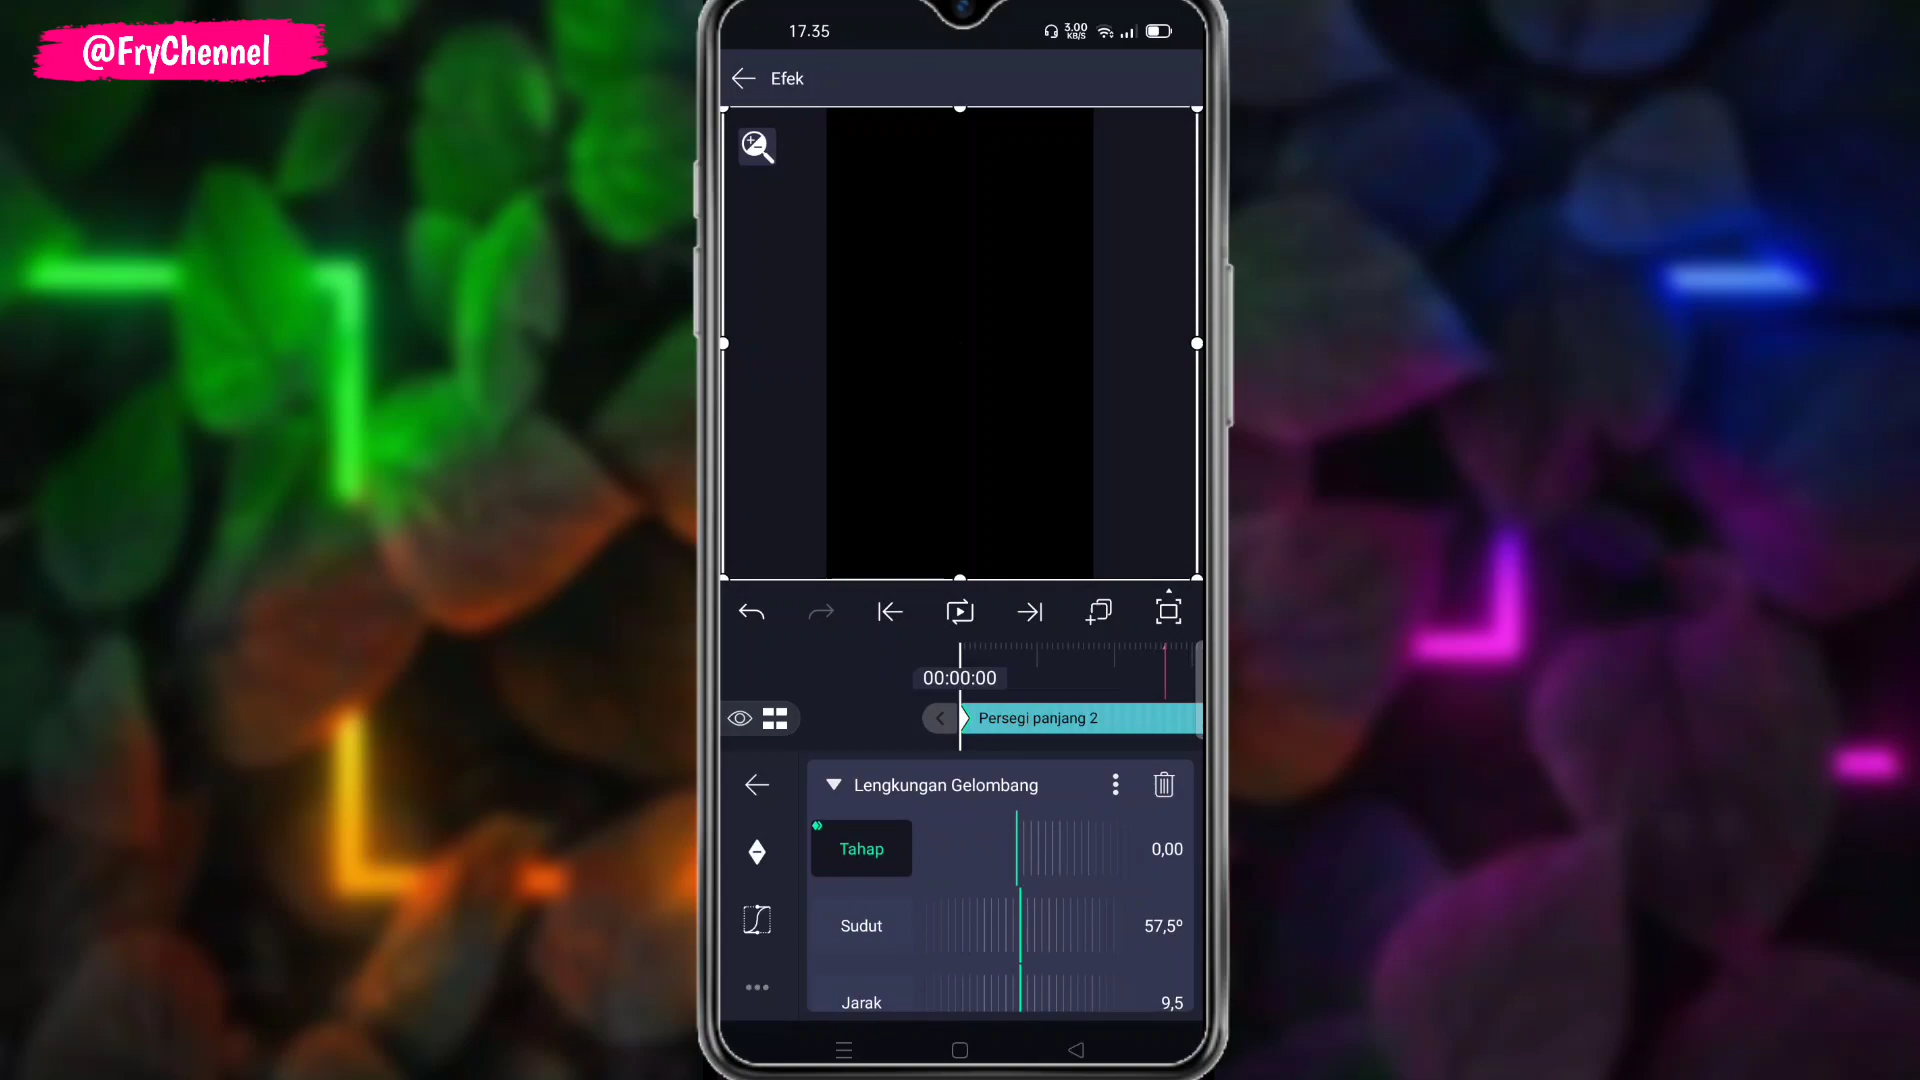 @FryChennel
17.35
3.00
KB/S
Efek
00:00:00
Persegi panjang 2
Lengkungan Gelombang
Tahap
0,00
Sudut
57,5º
Jarak
9,5